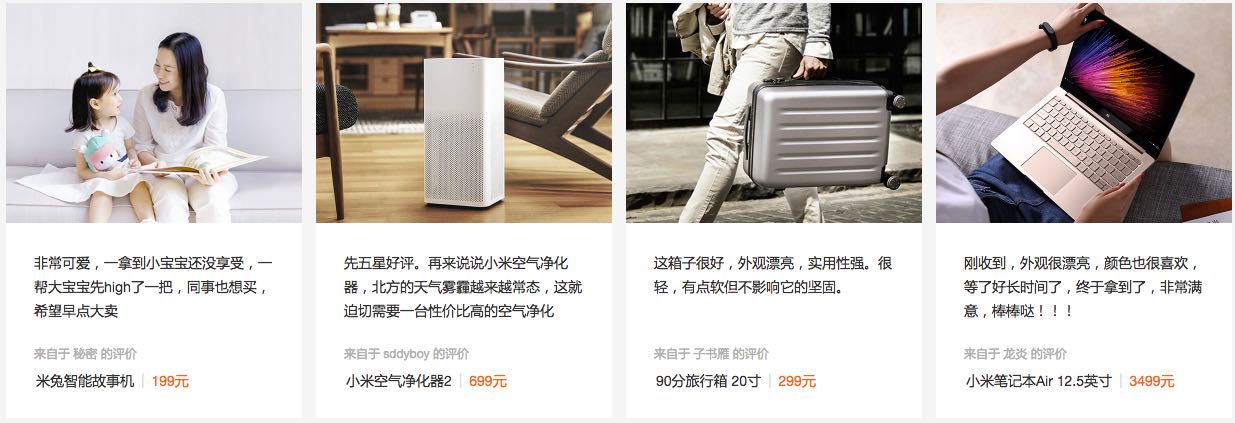 非常可爱，一拿到小宝宝还没享受，一
帮大宝宝先high了一把，同事也想买，
希望早点大卖
来自于 秘密 的评价
米兔智能故事机 | 199元
先五星好评。再来说说小米空气净化
器，北方的天气雾霾越来越常态，这就
迫切需要一台性价比高的空气净化
来自于 sddyboy 的评价
小米空气净化器2 | 699元
这箱子很好，外观漂亮，实用性强。很
轻，有点软但不影响它的坚固。
来自于 子书雁 的评价
90分旅行箱 20寸 | 299元
刚收到，外观很漂亮，颜色也很喜欢，
等了好长时间了，终于拿到了，非常满
意，棒棒哒！！！
来自于 龙炎 的评价
小米笔记本Air 12.5英寸 | 3499元